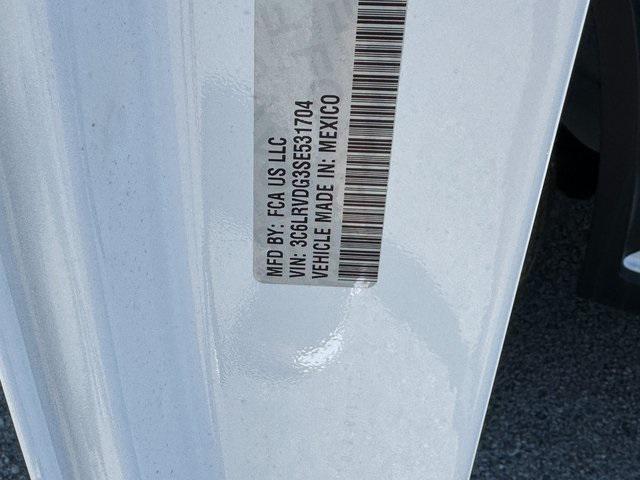 MFD BY: FCA US LLC
VIN: 3C6LRVDG3SE531704
VEHICLE MADE IN: MEXICO